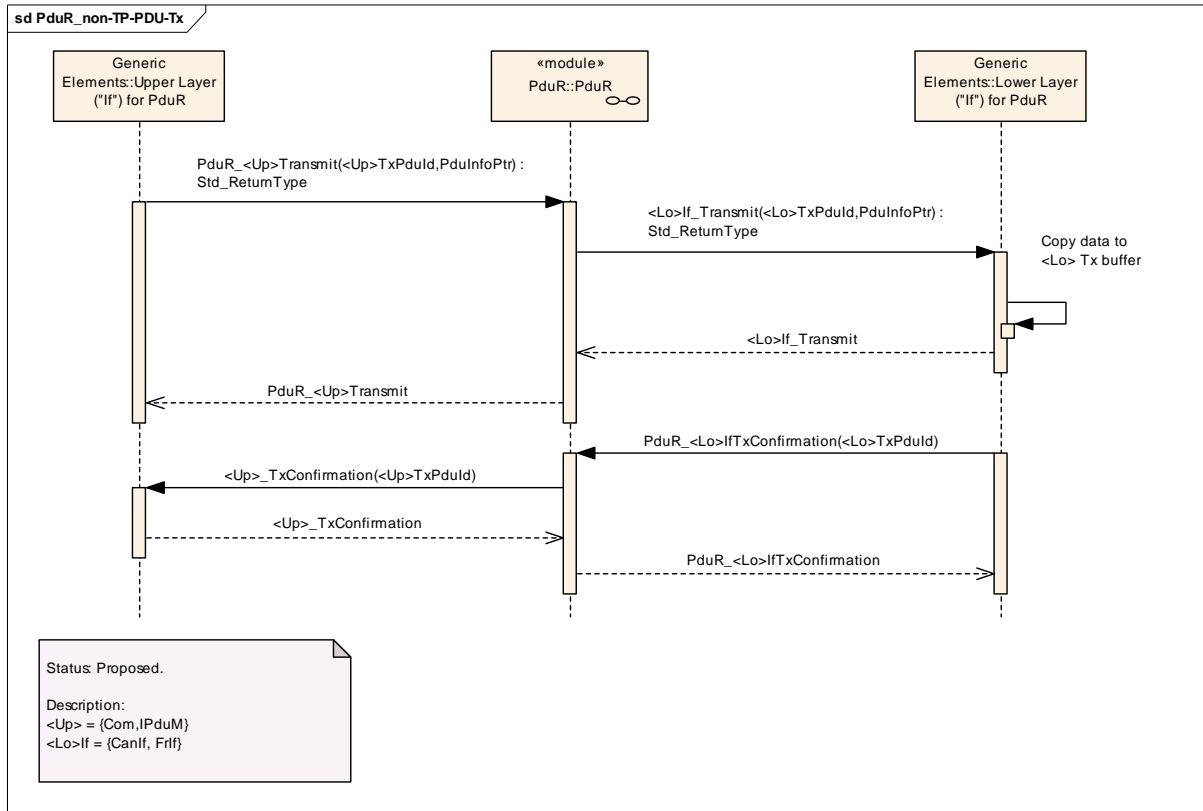 sd PduR_non-TP-PDU-Tx
Generic
Elements::Upper Layer
("If") for PduR
«module»
PduR::PduR
Generic
Elements::Lower Layer
("If") for PduR
PduR_<Up>Transmit(<Up>TxPduId,PduInfoPtr) :
Std_ReturnType
<Lo>If_Transmit(<Lo>TxPduId,PduInfoPtr) :
Std_ReturnType
Copy data to
<Lo> Tx buffer
<Lo>If_Transmit
PduR_<Up>Transmit
PduR_<Lo>IfTxConfirmation(<Lo>TxPduId)
<Up>_TxConfirmation(<Up>TxPduId)
<Up>_TxConfirmation
PduR_<Lo>IfTxConfirmation
Status: Proposed.
Description:
<Up> = {Com,IPduM}
<Lo>If = {CanIf, FrIf}